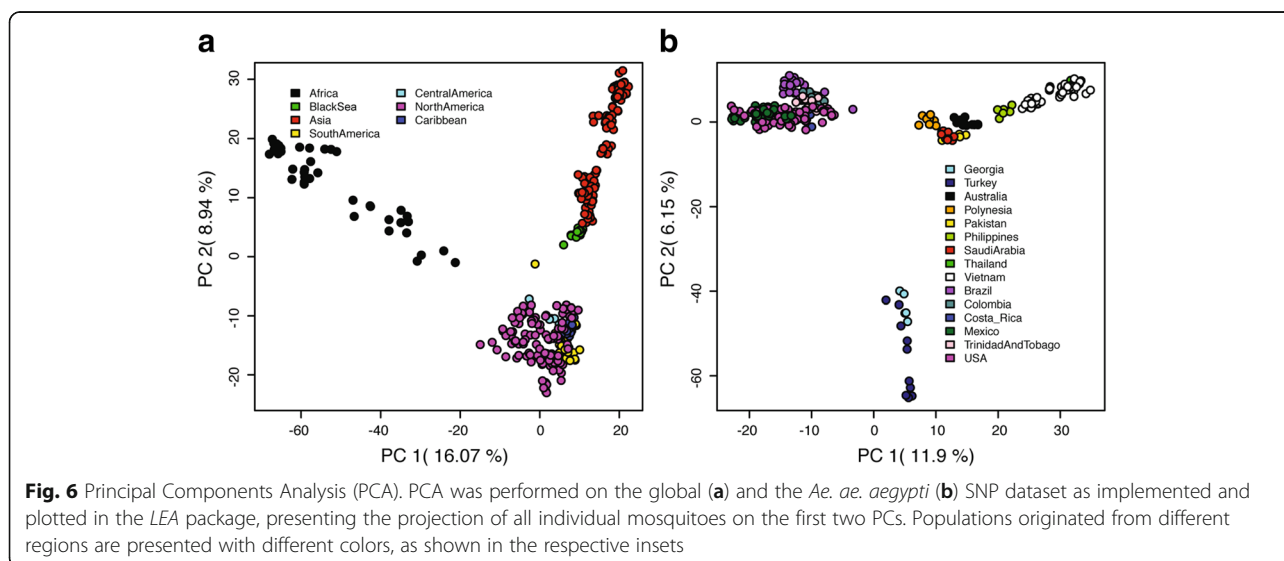 a
b
Africa
BlackSea
Asia
SouthAmerica
CentralAmerica
NorthAmerica
Caribbean
30
20
10
0
-10
-20
PC 2( 8.94 %)
-60
-40
-20
0
20
PC 1( 16.07 %)
0
-20
-40
-60
PC 2( 6.15 %)
Georgia
Turkey
Australia
Polynesia
Pakistan
Philippines
SaudiArabia
Thailand
Vietnam
Brazil
Colombia
Costa_Rica
Mexico
TrinidadAndTobago
USA
-20
-10
0
10
20
30
PC 1( 11.9 %)
Fig. 6 Principal Components Analysis (PCA). PCA was performed on the global (a) and the Ae. ae. aegypti (b) SNP dataset as implemented and
plotted in the LEA package, presenting the projection of all individual mosquitoes on the first two PCs. Populations originated from different
regions are presented with different colors, as shown in the respective insets